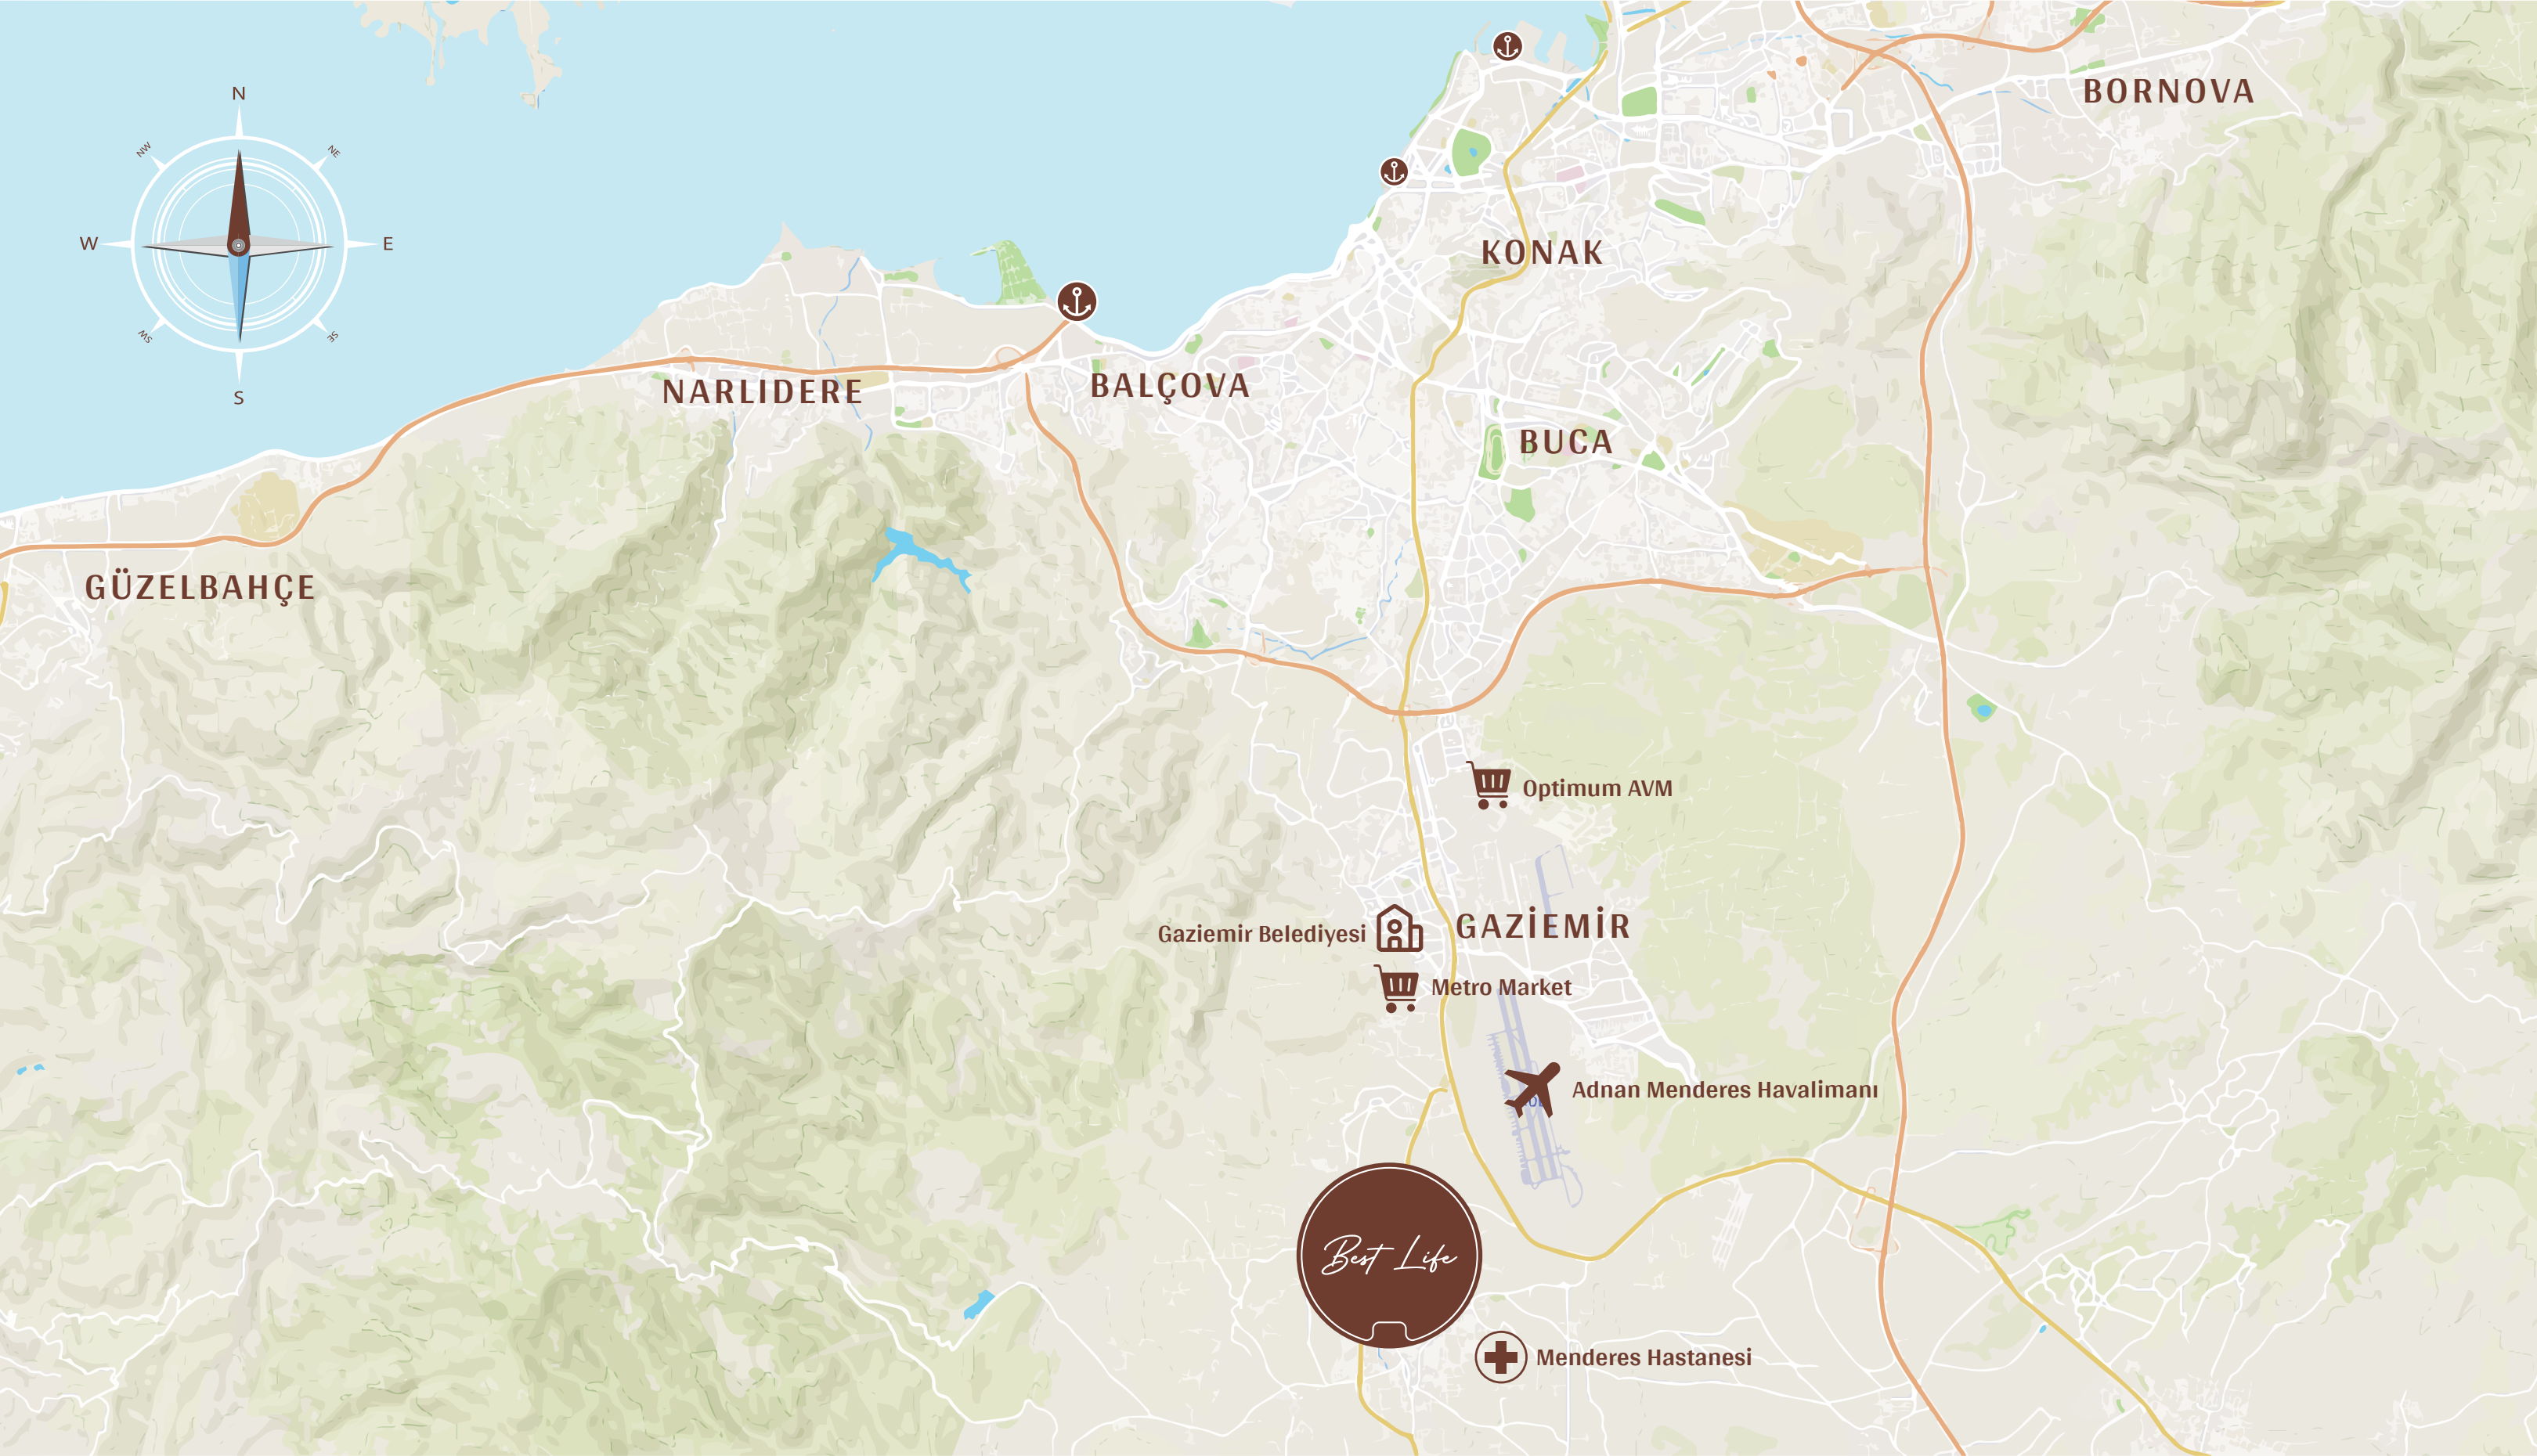 N
NW
NE
W
E
SW
SE
S
BORNOVA
KONAK
NARLIDERE
BALÇOVA
BUCA
GÜZELBAHÇE
Optimum AVM
Gaziemir Belediyesi
GAZİEMİR
Metro Market
Adnan Menderes Havalimanı
Best Life
Menderes Hastanesi